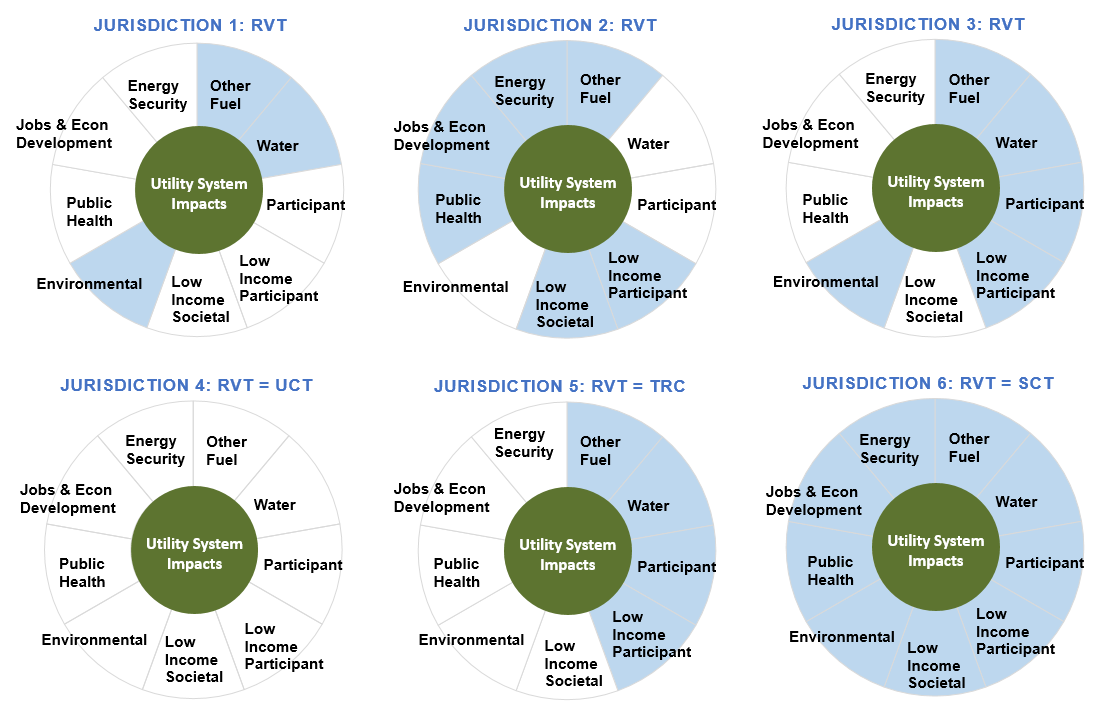 JURISDICTION 1: RVT
Energy
Security
Other
Fuel
Jobs & Econ
Development
Water
Public
Health
Participant
Utility System
Impacts
Environmental
Low
Income
Societal
Low
Income
Participant
JURISDICTION 2: RVT
Energy
Security
Other
Fuel
Jobs & Econ
Development
Water
Public
Health
Participant
Utility System
Impacts
Environmental
Low
Income
Societal
Low
Income
Participant
JURISDICTION 3: RVT
Energy
Security
Other
Fuel
Jobs & Econ
Development
Water
Public
Health
Participant
Utility System
Impacts
Environmental
Low
Income
Societal
Low
Income
Participant
JURISDICTION 4: RVT = UCT
Energy
Security
Other
Fuel
Jobs & Econ
Development
Water
Public
Health
Participant
Utility System
Impacts
Environmental
Low
Income
Societal
Low
Income
Participant
JURISDICTION 5: RVT = TRC
Energy
Security
Other
Fuel
Jobs & Econ
Development
Water
Public
Health
Participant
Utility System
Impacts
Environmental
Low
Income
Societal
Low
Income
Participant
JURISDICTION 6: RVT = SCT
Energy
Security
Other
Fuel
Jobs & Econ
Development
Water
Public
Health
Participant
Utility System
Impacts
Environmental
Low
Income
Societal
Low
Income
Participant